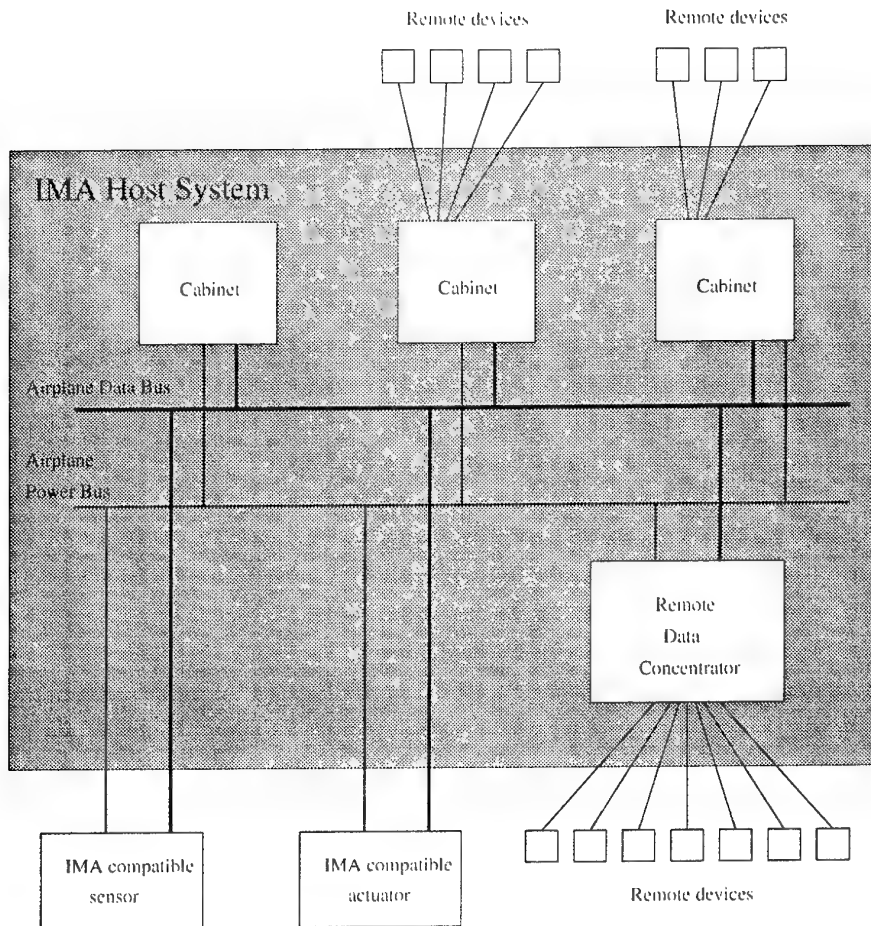 Remote devices
Remote devices
IMA Host System
Cabinet
Cabinet
Cabinet
Airplane Data Bus
Airplane
Power Bus
Remote
Data
Concentrator
IMA compatible
sensor
IMA compatible
actuator
Remote devices